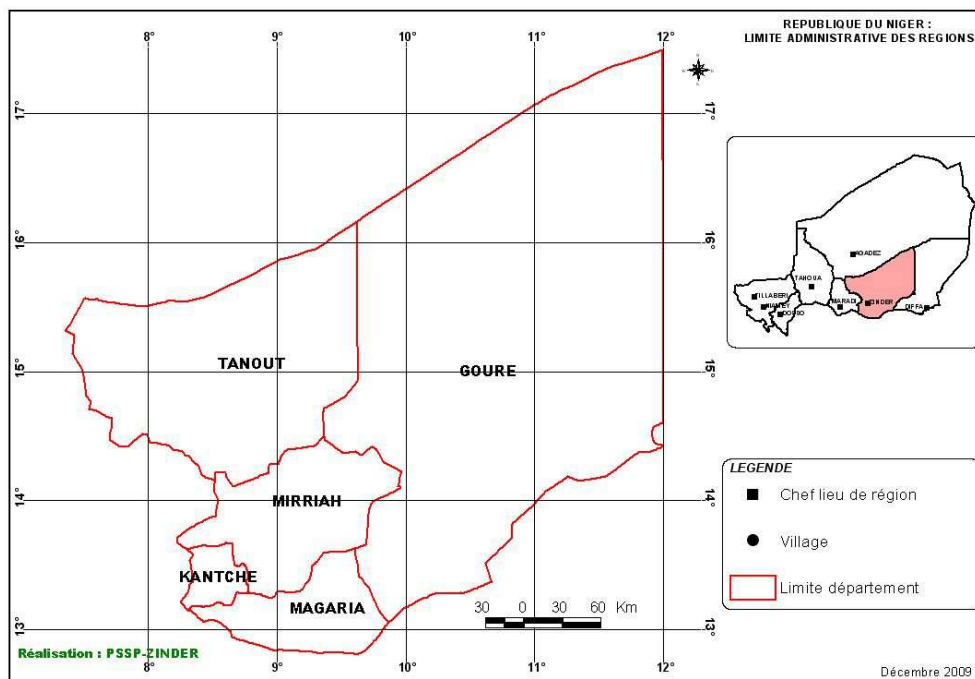 REPUBLIQUE DU NIGER :
LIMITE ADMINISTRATIVE DES REGIONS
8° 9° 10° 11° 12°
17° 17°
16° 16°
AGADEZ
TAHOUA
TILLABERI
NIAMEY
DOSSO
MARADI
ZINDER
DIFFA
15° 15°
TANOUT
GOURE
14° 14°
MIRRIAH
KANTCHE
MAGARIA
13° 13°
30 0 30 60 Km
8° 9° 10° 11° 12°
LEGENDE
Chef lieu de région
Village
Limite département
Réalisation : PSSP-ZINDER
Décembre 2009